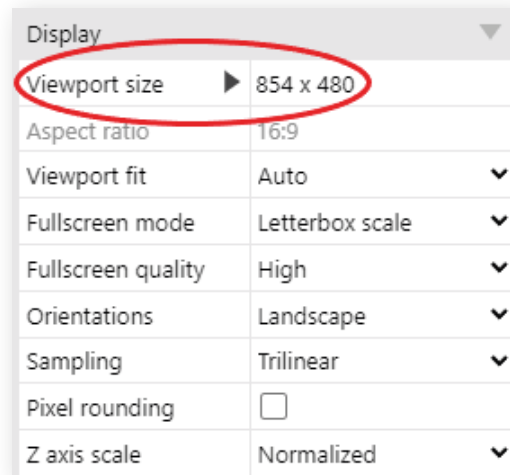 Display
Viewport size 854 x 480
Aspect ratio 16:9
Viewport fit Auto
Fullscreen mode Letterbox scale
Fullscreen quality High
Orientations Landscape
Sampling Trilinear
Pixel rounding
Z axis scale Normalized